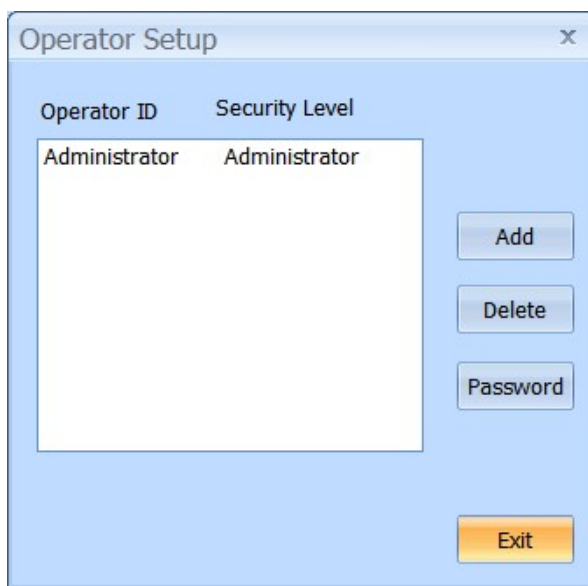 Operator Setup x
Operator ID Security Level
Administrator Administrator
Add
Delete
Password
Exit